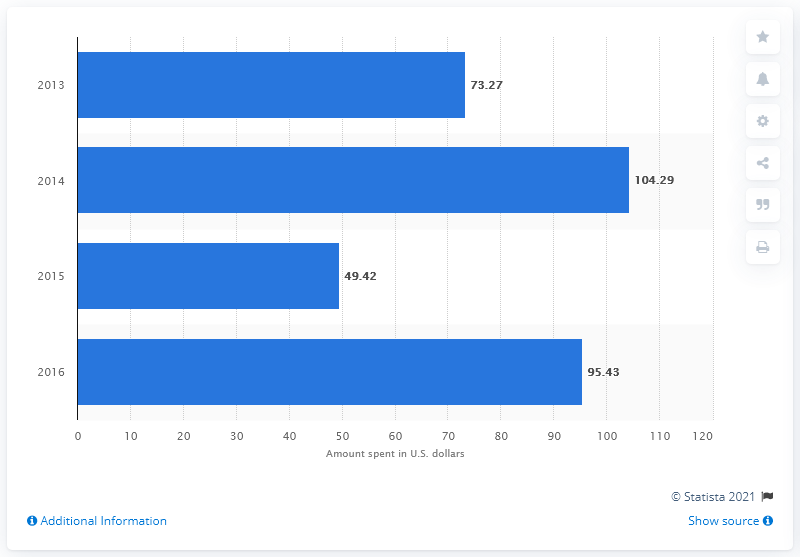 2013
73.27
2014
104.29
2015
49.42
2016
95.43
0 10 20 30 40 50 60 70 80 90 100 110 120
Amount spent in U.S. dollars
© Statista 2021
Additional Information
Show source